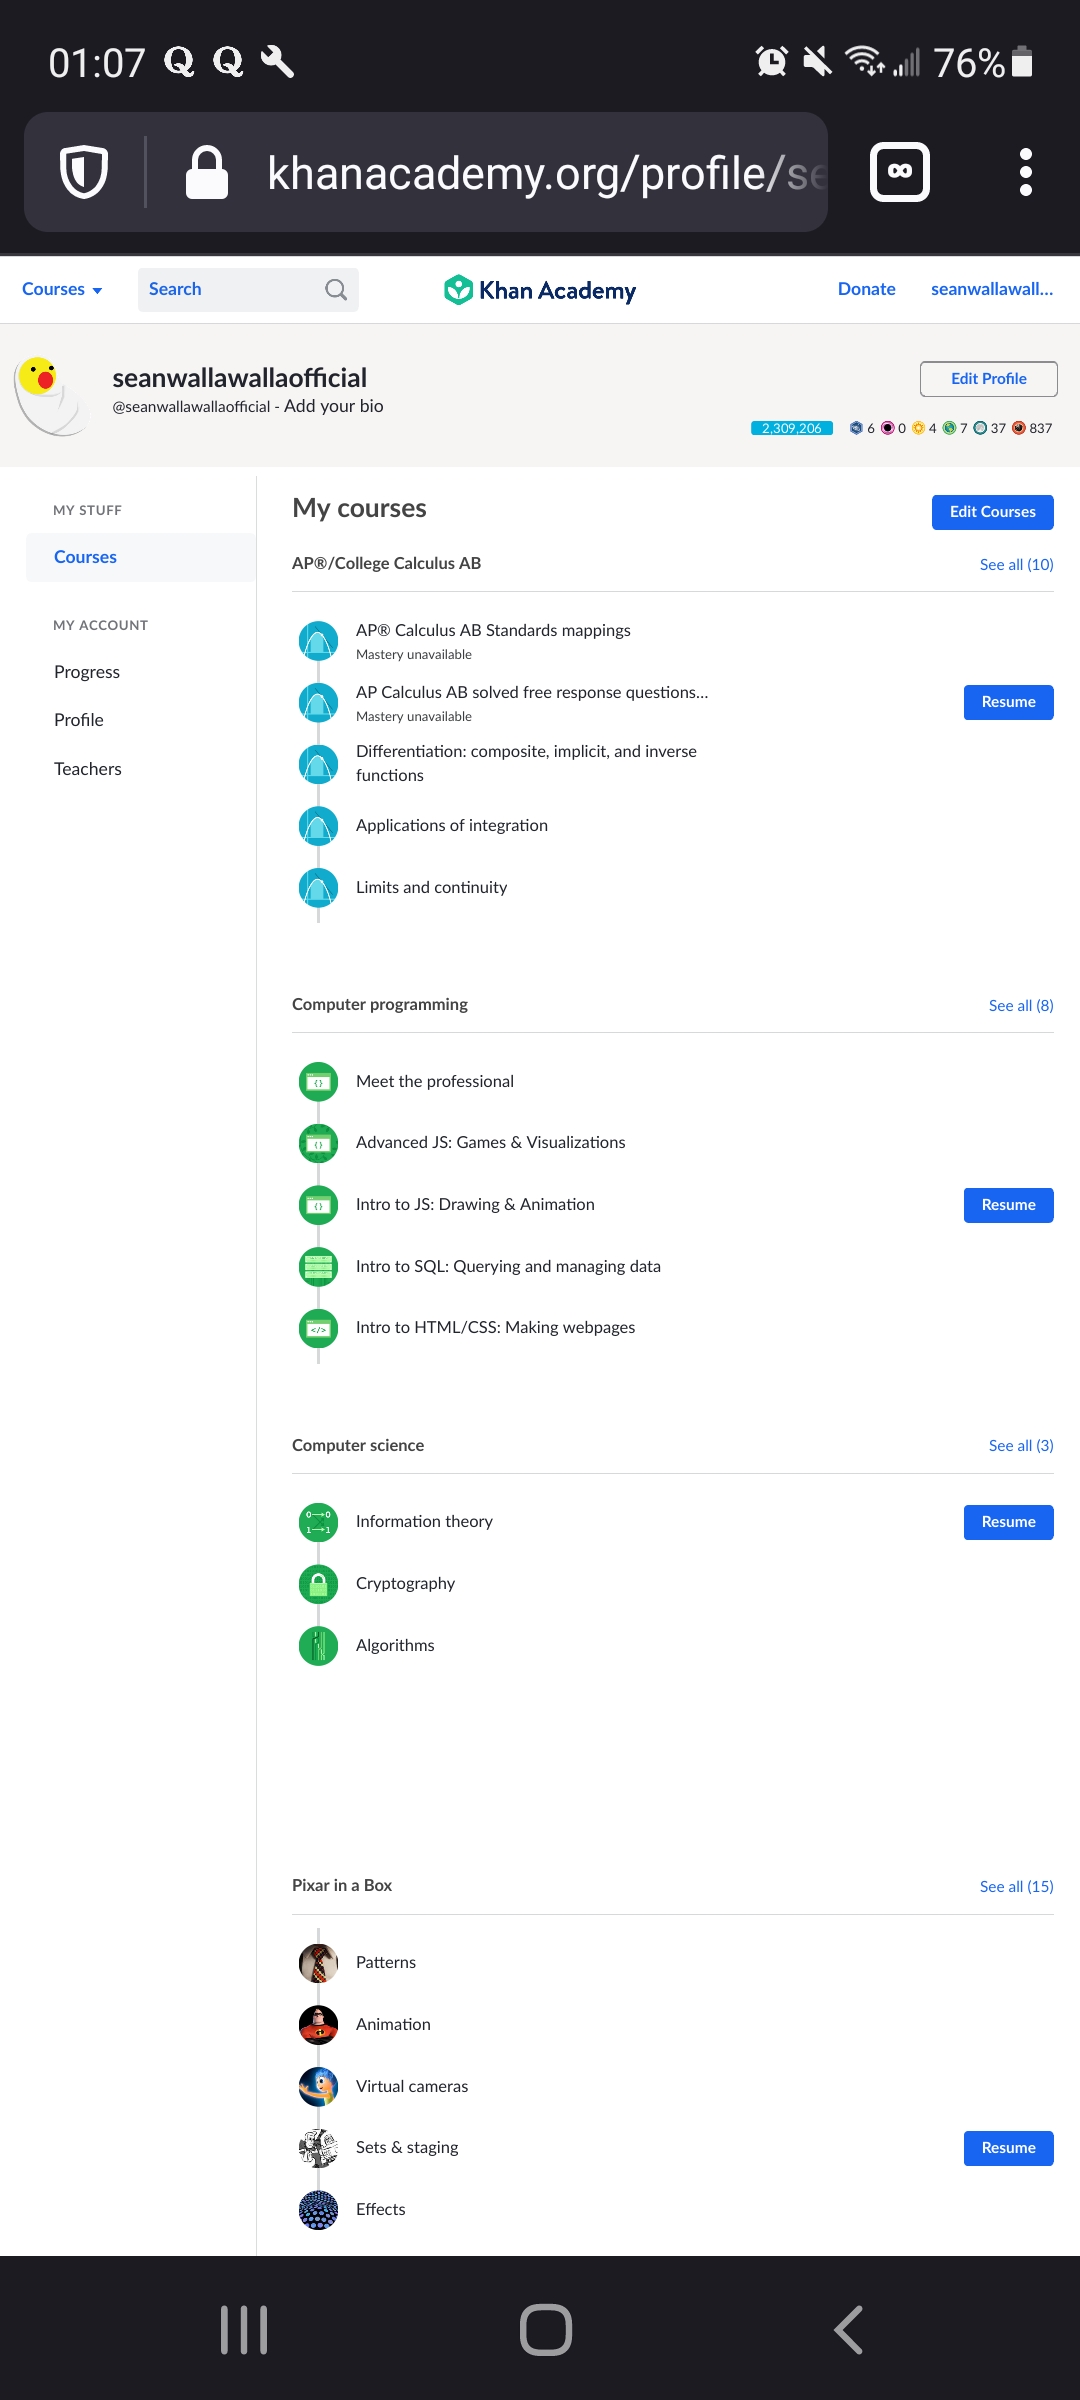 01:07
76%
khanacademy.org/profile/se
Courses
Search
Khan Academy
Donate
seanwallawall...
seanwallawallaofficial
@seanwallawallaofficial - Add your bio
Edit Profile
2,309,206 6 0 4 7 37 837
MY STUFF
Courses
MY ACCOUNT
Progress
Profile
Teachers
My courses
Edit Courses
AP®/College Calculus AB
See all (10)
AP® Calculus AB Standards mappings
Mastery unavailable
AP Calculus AB solved free response questions...
Mastery unavailable
Resume
Differentiation: composite, implicit, and inverse
functions
Applications of integration
Limits and continuity
Computer programming
See all (8)
Meet the professional
Advanced JS: Games & Visualizations
Intro to JS: Drawing & Animation
Resume
Intro to SQL: Querying and managing data
Intro to HTML/CSS: Making webpages
Computer science
See all (3)
Information theory
Resume
Cryptography
Algorithms
Pixar in a Box
See all (15)
Patterns
Animation
Virtual cameras
Sets & staging
Resume
Effects